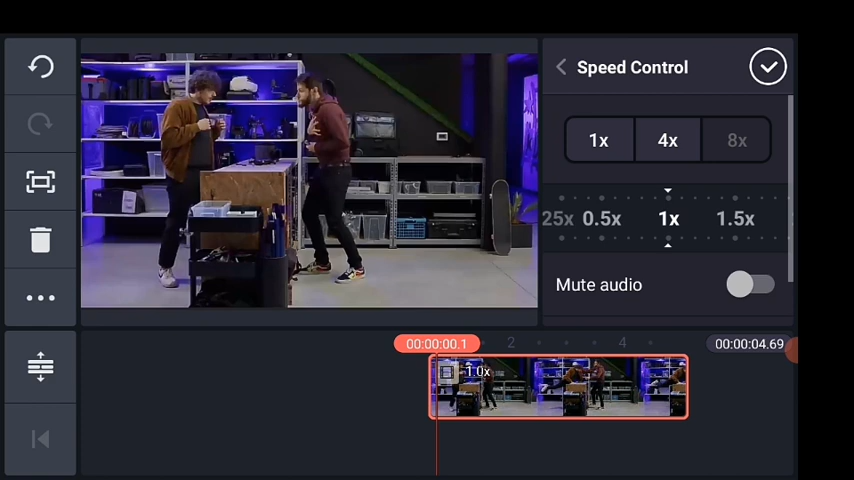 Speed Control
1x 4x 8x
25x 0.5x 1x 1.5x
Mute audio
00:00:00.1 2 4 00:00:04.69
1.0x